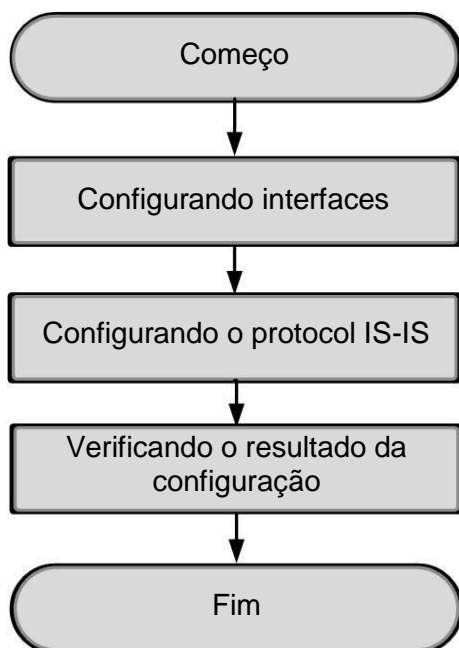 Começo
Configurando interfaces
Configurando o protocol IS-IS
Verificando o resultado da
configuração
Fim